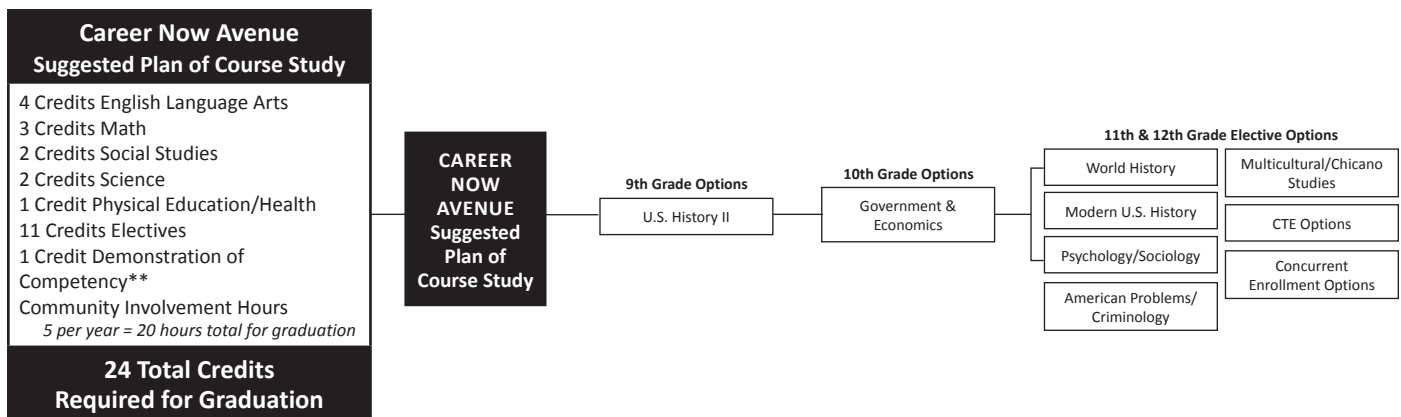 Career Now Avenue
Suggested Plan of Course Study
4 Credits English Language Arts
3 Credits Math
2 Credits Social Studies
2 Credits Science
1 Credit Physical Education/Health
11 Credits Electives
1 Credit Demonstration of
Competency**
Community Involvement Hours
5 per year = 20 hours total for graduation
24 Total Credits
Required for Graduation
CAREER
NOW
AVENUE
Suggested
Plan of
Course Study
9th Grade Options
U.S. History II
10th Grade Options
Government &
Economics
11th & 12th Grade Elective Options
World History
Modern U.S. History
Psychology/Sociology
American Problems/
Criminology
Multicultural/Chicano
Studies
CTE Options
Concurrent
Enrollment Options